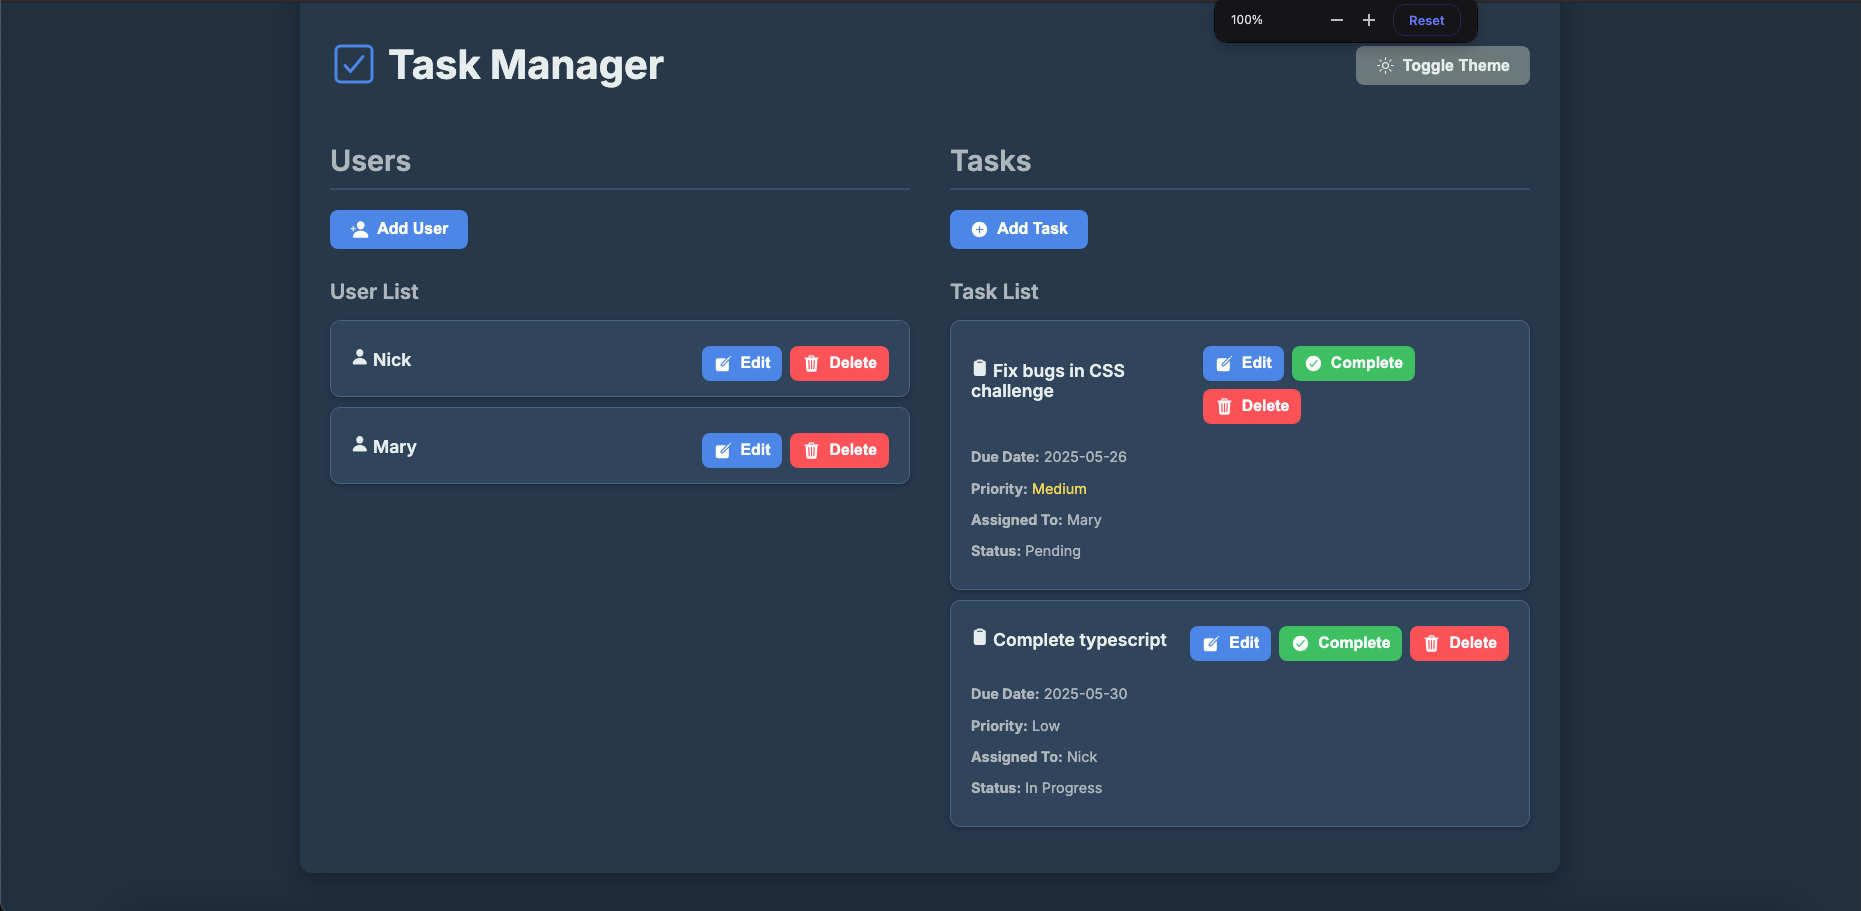 100%
Reset
Task Manager
Toggle Theme
Users
Add User
User List
Nick
Edit
Delete
Mary
Edit
Delete
Tasks
Add Task
Task List
Fix bugs in CSS
challenge
Edit
Complete
Delete
Due Date: 2025-05-26
Priority: Medium
Assigned To: Mary
Status: Pending
Complete typescript
Edit
Complete
Delete
Due Date: 2025-05-30
Priority: Low
Assigned To: Nick
Status: In Progress